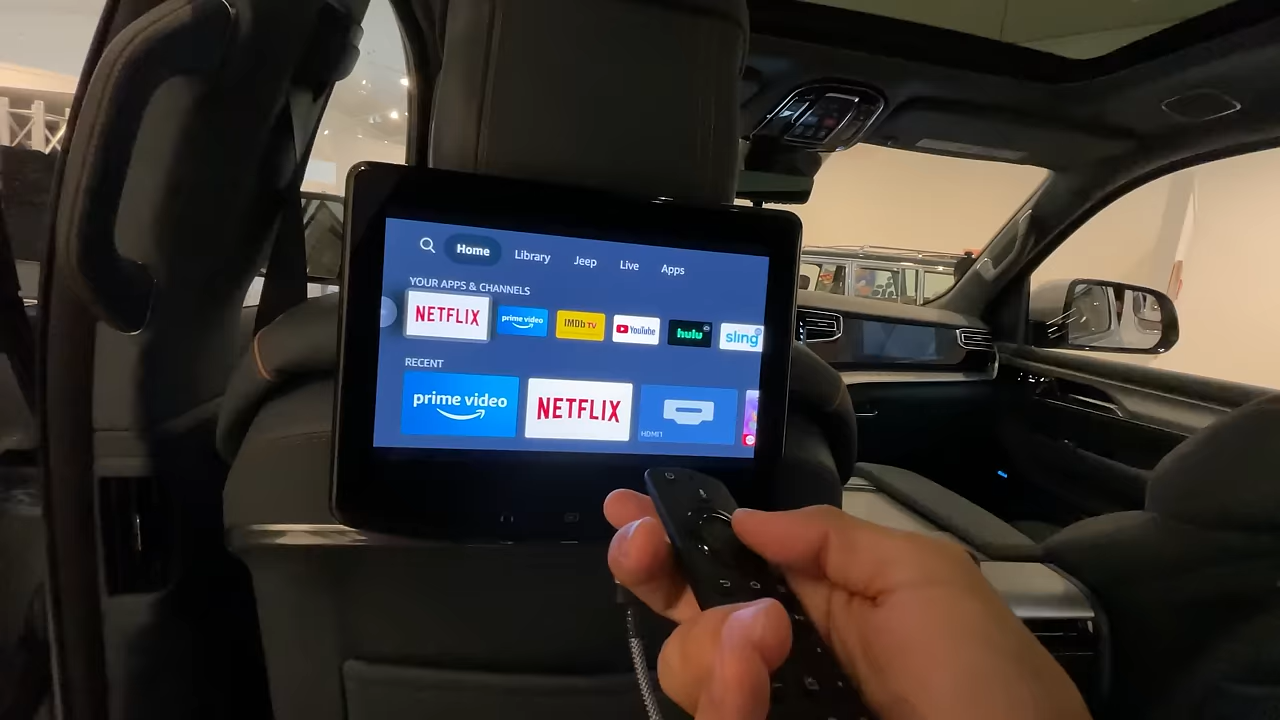 Home Library Jeep Live Apps
YOUR APPS & CHANNELS
NETFLIX prime video IMDb TV YouTube hulu sling
RECENT
prime video NETFLIX
HDMI1